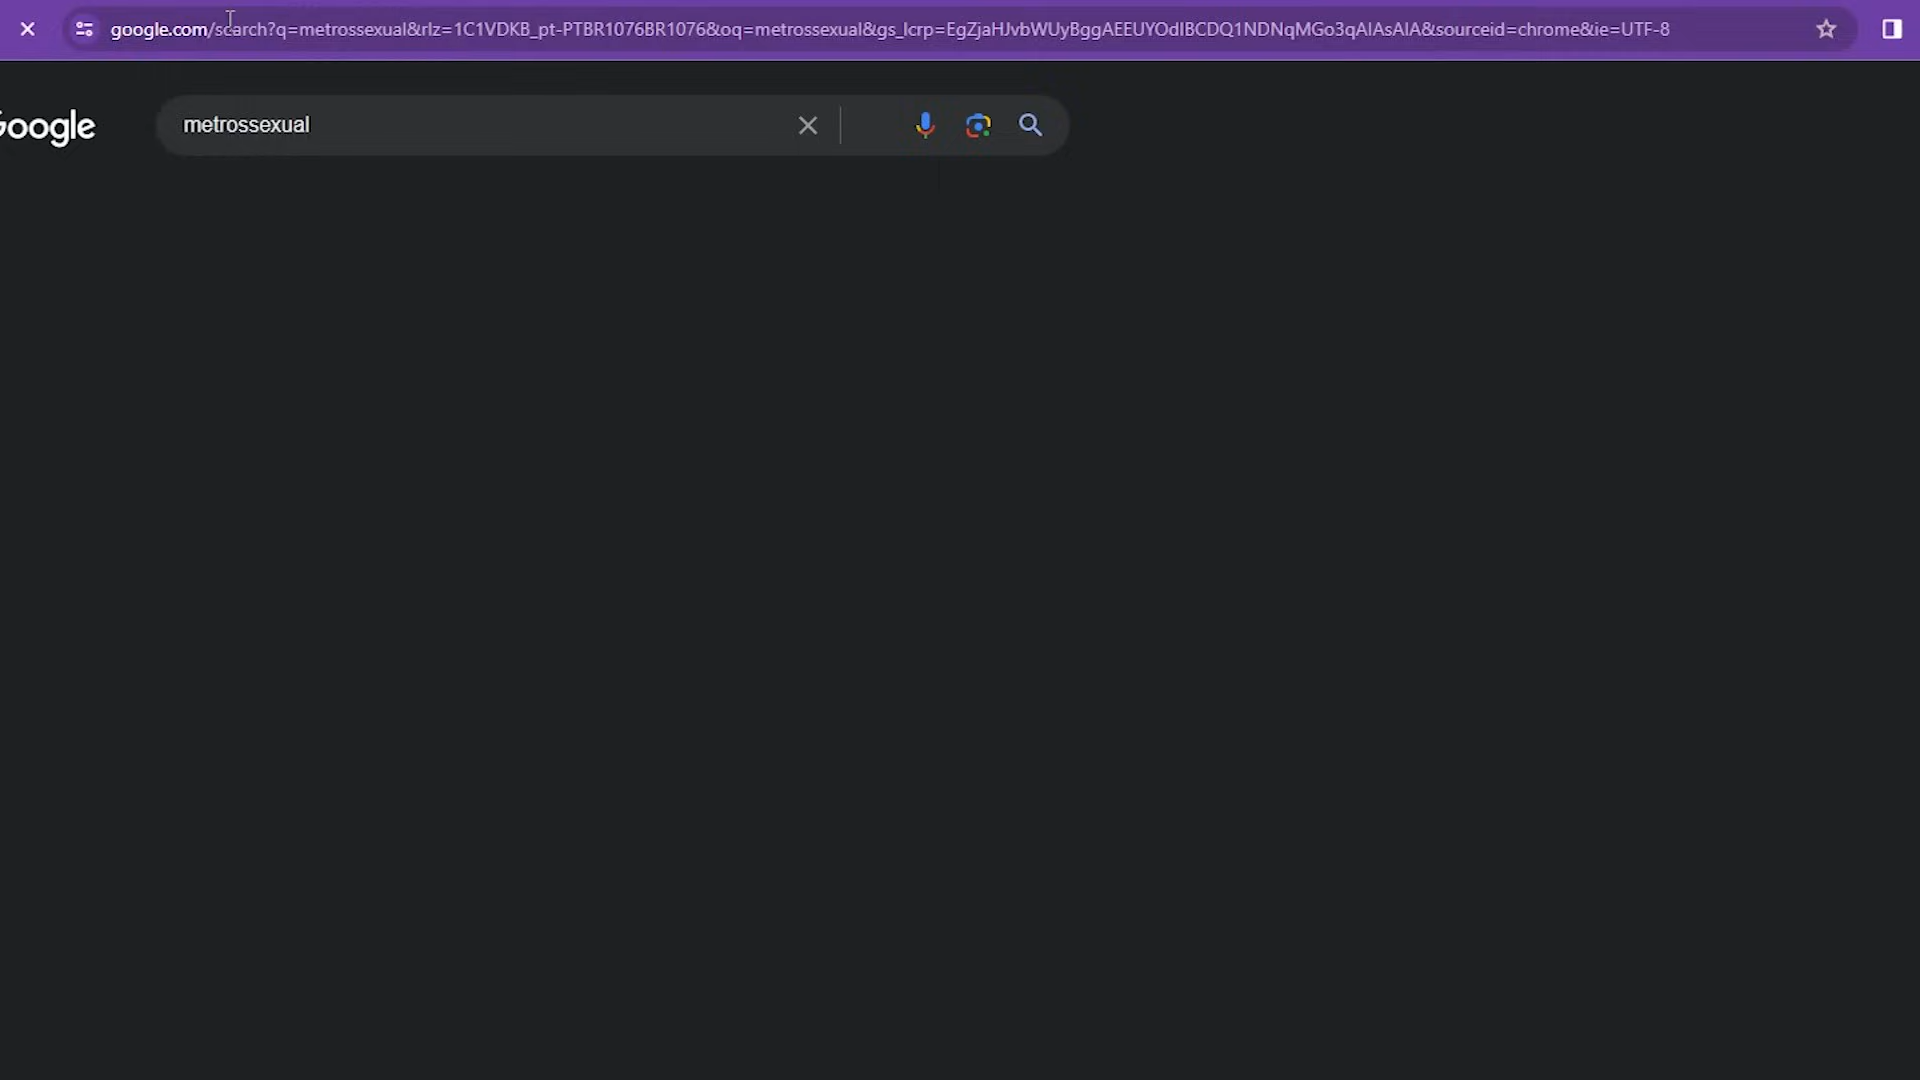 google.com/search?q=metrossexual&rlz=1C1VDKB_pt-PTBR1076BR1076&oq=metrossexual&gs_lcrp=EgZjaHJvbWUyBggAEEUYOdIBCDQ1NDNqMGo3qAIAsAIA&sourceid=chrome&ie=UTF-8
Google
metrossexual